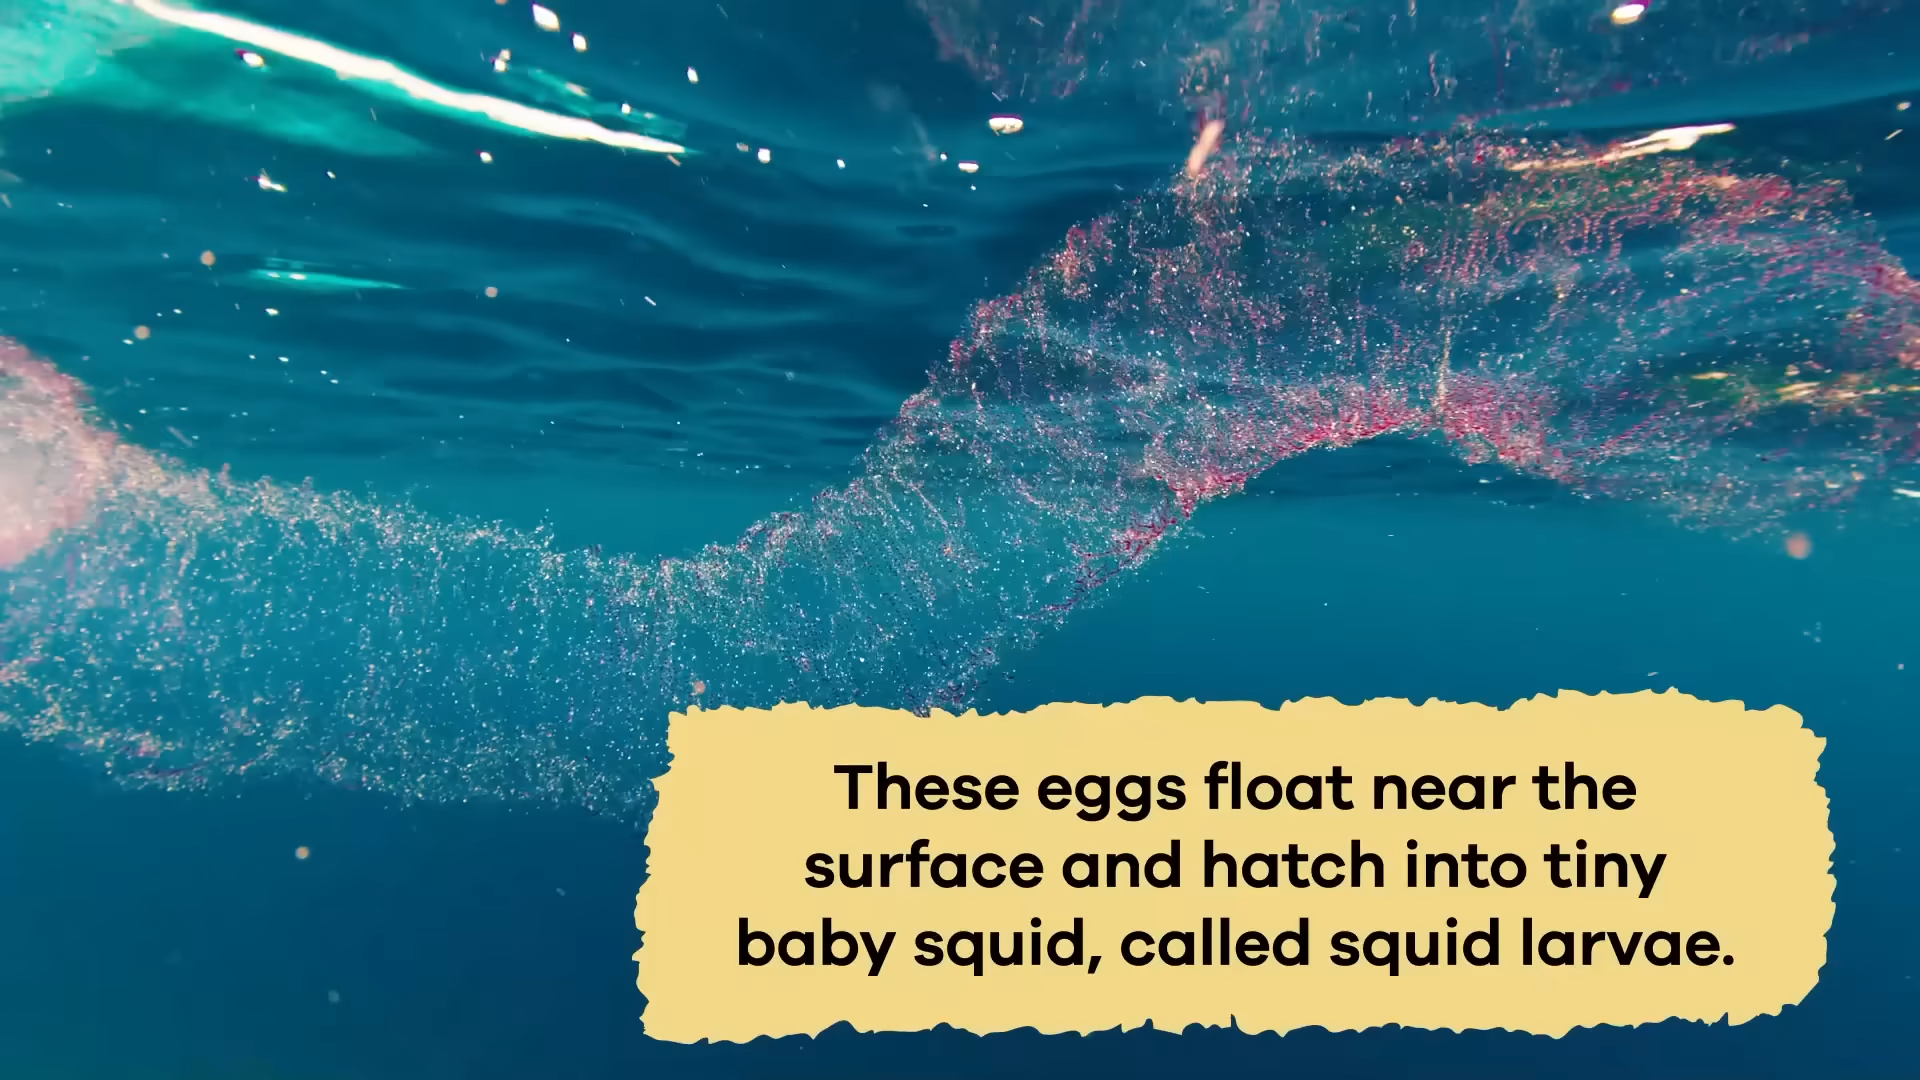 These eggs float near the
surface and hatch into tiny
baby squid, called squid larvae.